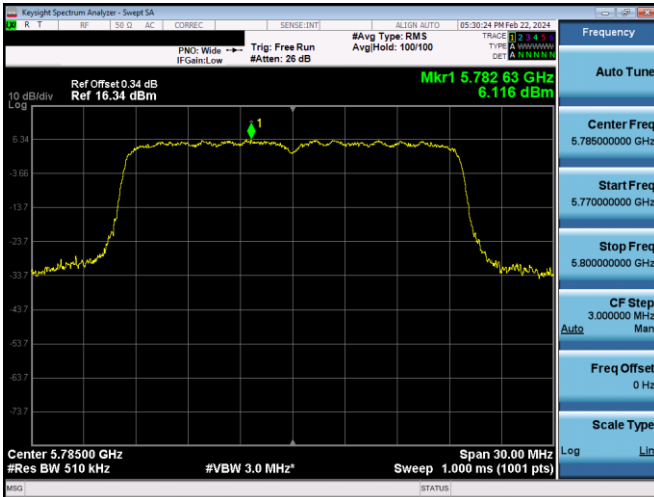 Keysight Spectrum Analyzer - Swept SA
R T RF 50 Ω AC CORREC SENSE:INT ALIGN AUTO 05:30:24 PM Feb 22, 2024
PNO: Wide
IFGain:Low
Trig: Free Run
#Atten: 26 dB
#Avg Type: RMS
Avg|Hold: 100/100
TRACE 1 2 3 4 5 6
TYPE A WWWWW
DET A N N N N N
Mkr1 5.782 63 GHz
6.116 dBm
Ref Offset 0.34 dB
10 dB/div Ref 16.34 dBm
Log
1
6.34
-3.66
-13.7
-23.7
-33.7
-43.7
-53.7
-63.7
-73.7
Center 5.78500 GHz Span 30.00 MHz
#Res BW 510 kHz #VBW 3.0 MHz* Sweep 1.000 ms (1001 pts)
MSG STATUS
Frequency
Auto Tune
Center Freq
5.785000000 GHz
Start Freq
5.770000000 GHz
Stop Freq
5.800000000 GHz
CF Step
3.000000 MHz
Auto Man
Freq Offset
0 Hz
Scale Type
Log Lin